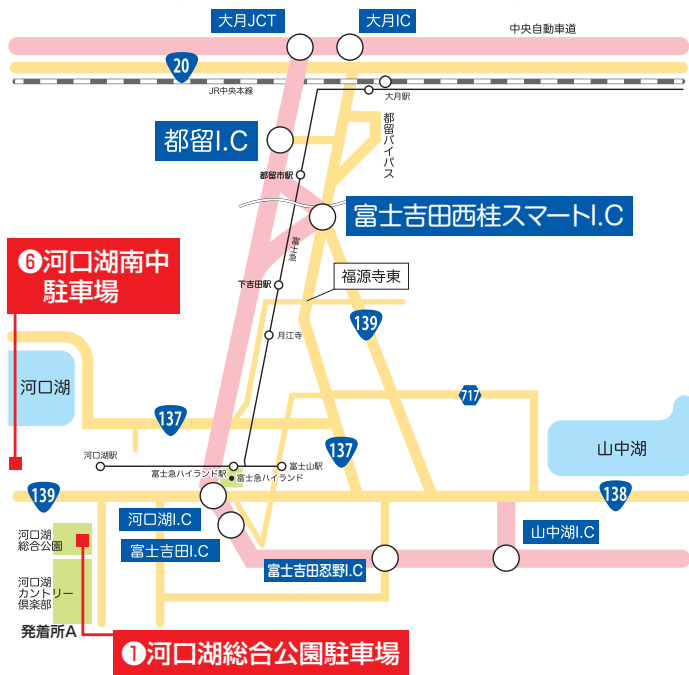 大月JCT
大月IC
中央自動車道
20
JR中央本線
大月駅
都留I.C
都留バイパス
都留市駅
富士吉田西桂スマートI.C
富士急
❻河口湖南中
駐車場
福源寺東
下吉田駅
139
月江寺
河口湖
717
137
137
山中湖
河口湖駅
富士急ハイランド駅
富士山駅
富士急ハイランド
139
138
河口湖I.C
富士吉田I.C
山中湖I.C
河口湖
総合公園
富士吉田忍野I.C
河口湖
カントリー
倶楽部
発着所A
❶河口湖総合公園駐車場